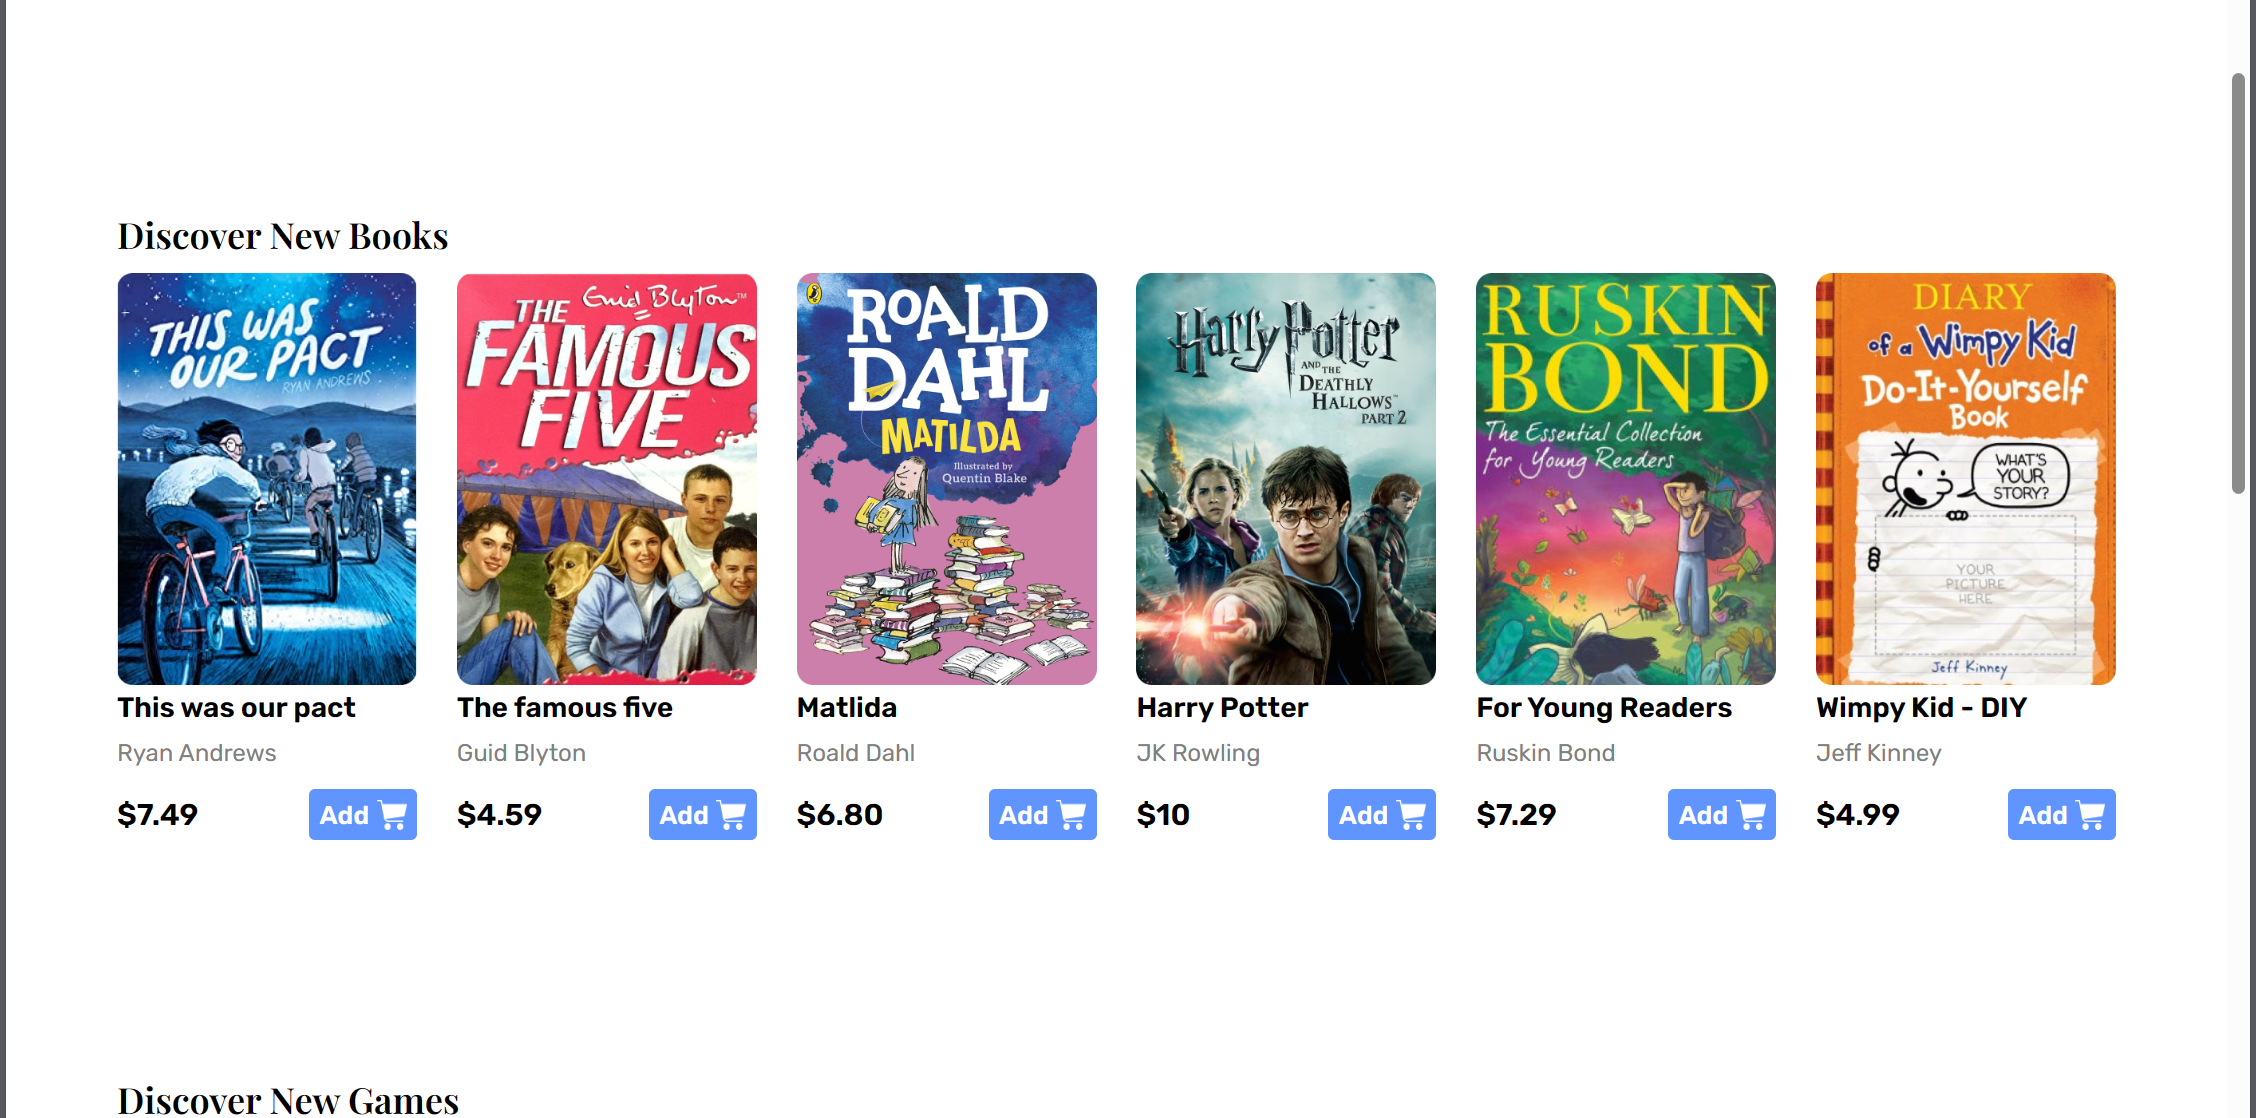 Discover New Books
THIS WAS
OUR PACT
RYAN ANDREWS
Enid Blyton™
THE
FAMOUS
FIVE
ROALD
DAHL
MATILDA
Illustrated by
Quentin Blake
Harry Potter
AND THE
DEATHLY
HALLOWS™
PART 2
RUSKIN
BOND
The Essential Collection
for Young Readers
DIARY
of a Wimpy Kid
Do-It-Yourself
Book
WHAT'S
YOUR
STORY?
YOUR
PICTURE
HERE
Jeff Kinney
This was our pact
Ryan Andrews
$7.49 Add
The famous five
Guid Blyton
$4.59 Add
Matlida
Roald Dahl
$6.80 Add
Harry Potter
JK Rowling
$10 Add
For Young Readers
Ruskin Bond
$7.29 Add
Wimpy Kid - DIY
Jeff Kinney
$4.99 Add
Discover New Games